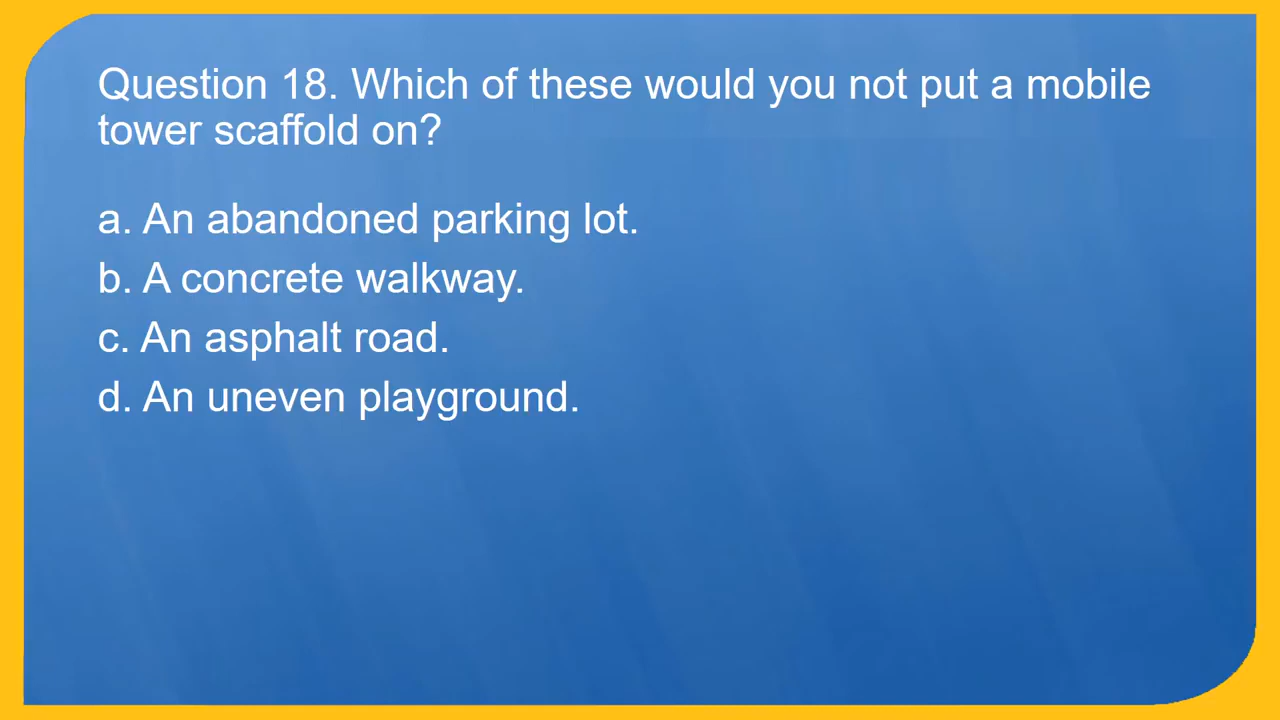 Question 18. Which of these would you not put a mobile
tower scaffold on?
a. An abandoned parking lot.
b. A concrete walkway.
c. An asphalt road.
d. An uneven playground.